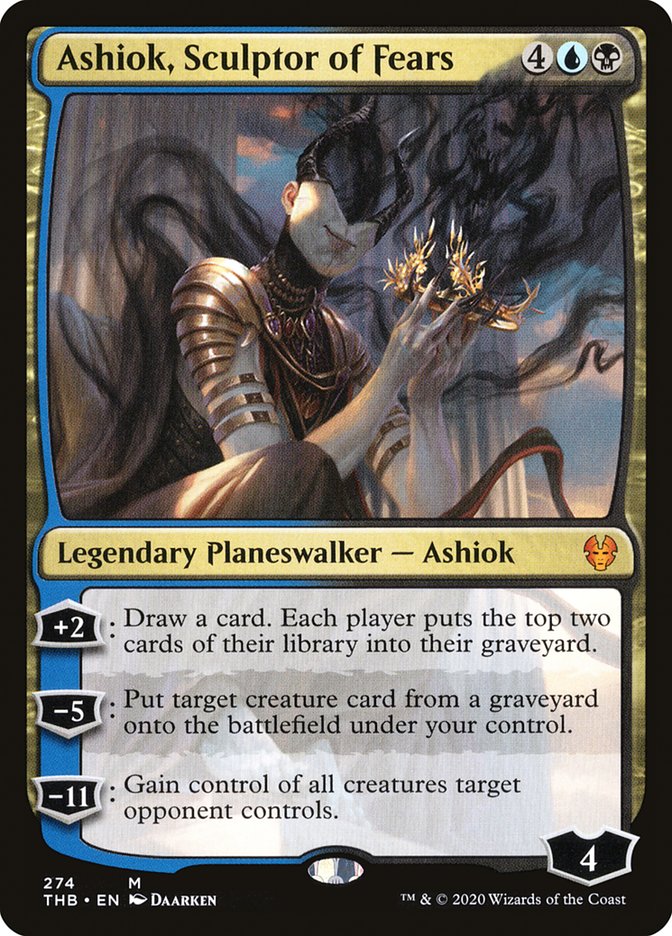 Ashiok, Sculptor of Fears 4
Legendary Planeswalker — Ashiok
+2 : Draw a card. Each player puts the top two
cards of their library into their graveyard.
−5 : Put target creature card from a graveyard
onto the battlefield under your control.
−11 : Gain control of all creatures target
opponent controls.
4
274 M
THB • EN Daarken ™ & © 2020 Wizards of the Coast